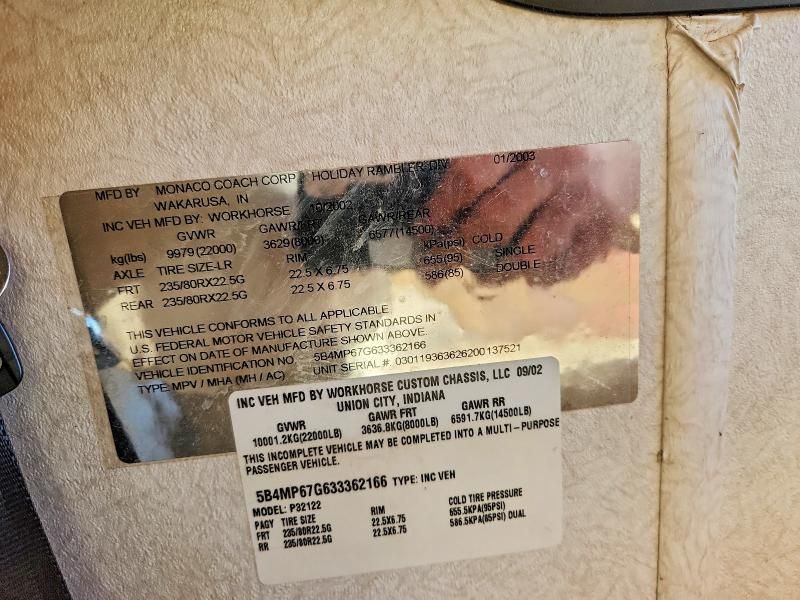 MFD BY MONACO COACH CORP HOLIDAY RAMBLER DIV 01/2003
WAKARUSA, IN
INC VEH MFD BY: WORKHORSE 10/2002
GVWR GAWR/FRT GAWR/REAR
kg(lbs) 9979(22000) 3629(8000) 6577(14500)
AXLE TIRE SIZE-LR RIM kPa(psi) COLD
FRT 235/80RX22.5G 22.5 X 6.75 655(95) SINGLE
REAR 235/80RX22.5G 22.5 X 6.75 586(85) DOUBLE
THIS VEHICLE CONFORMS TO ALL APPLICABLE
U.S. FEDERAL MOTOR VEHICLE SAFETY STANDARDS IN
EFFECT ON DATE OF MANUFACTURE SHOWN ABOVE.
VEHICLE IDENTIFICATION NO. 5B4MP67G633362166
TYPE MPV / MHA (MH / AC) UNIT SERIAL # 030119363626200137521
INC VEH MFD BY WORKHORSE CUSTOM CHASSIS, LLC 09/02
UNION CITY, INDIANA
GVWR GAWR FRT GAWR RR
10001.2KG(22000LB) 3636.8KG(8000LB) 6591.7KG(14500LB)
THIS INCOMPLETE VEHICLE MAY BE COMPLETED INTO A MULTI-PURPOSE
PASSENGER VEHICLE.
5B4MP67G633362166 TYPE: INC VEH
MODEL: P32122
PAGY TIRE SIZE RIM COLD TIRE PRESSURE
FRT 235/80R22.5G 22.5X6.75 655.5KPA(95PSI)
RR 235/80R22.5G 22.5X6.75 586.5KPA(85PSI) DUAL